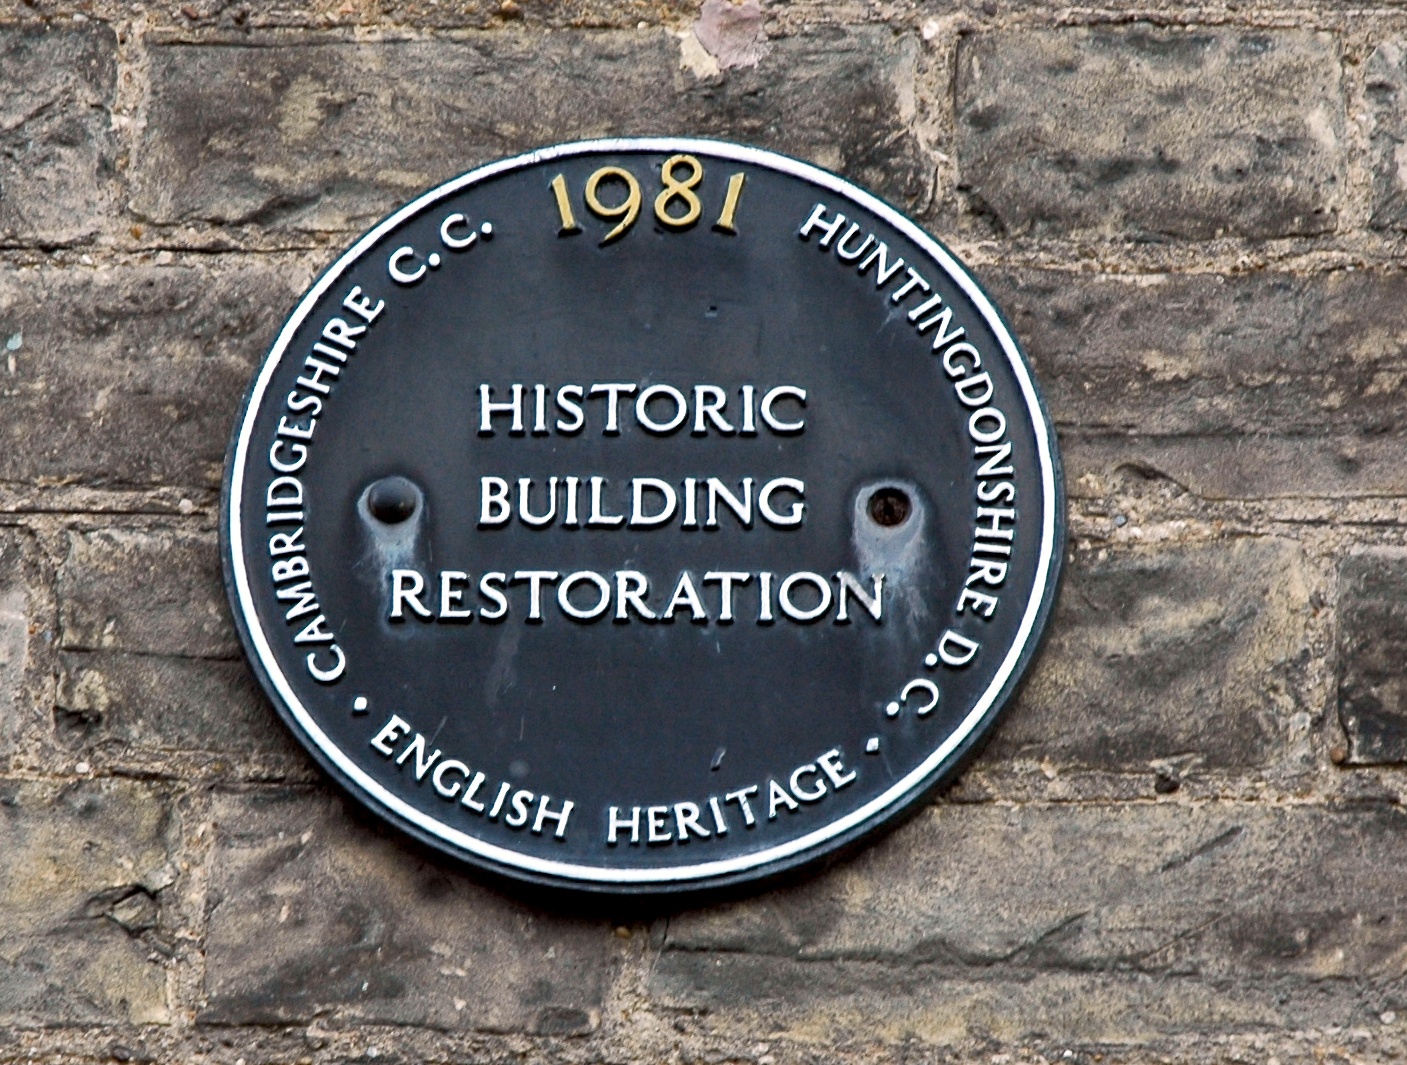 1981
CAMBRIDGESHIRE C.C.
HUNTINGDONSHIRE D.C.
HISTORIC
BUILDING
RESTORATION
• ENGLISH HERITAGE •